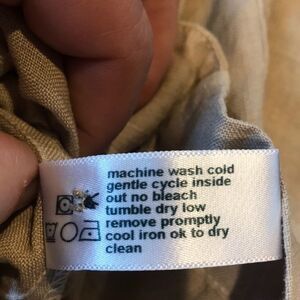 machine wash cold
gentle cycle inside
out no bleach
tumble dry low
remove promptly
cool iron ok to dry
clean